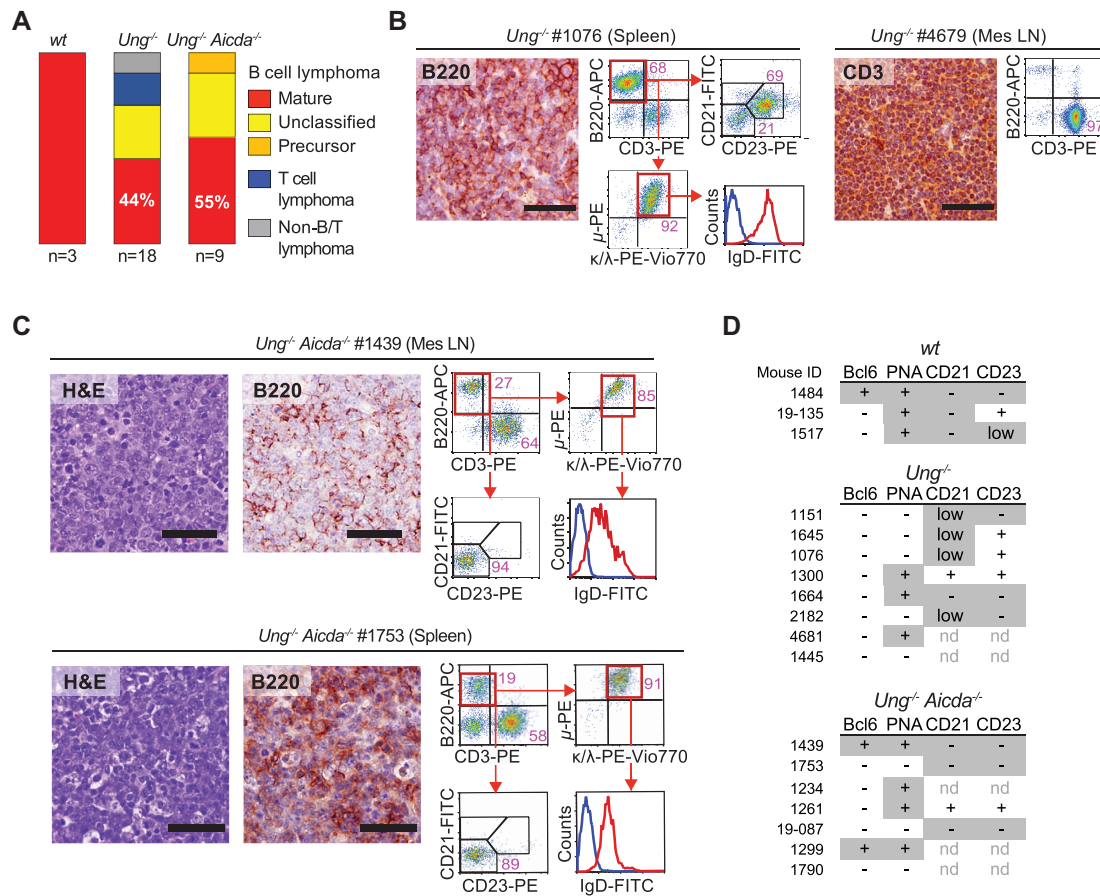 A
wt
Ung-/-
Ung-/- Aicda-/-
44%
55%
n=3
n=18
n=9
B cell lymphoma
Mature
Unclassified
Precursor
T cell
lymphoma
Non-B/T
lymphoma
B
Ung-/- #1076 (Spleen)
B220
B220-APC
68
CD3-PE
CD21-FITC
69
21
CD23-PE
µ-PE
92
κ/λ-PE-Vio770
Counts
IgD-FITC
Ung-/- #4679 (Mes LN)
CD3
B220-APC
97
CD3-PE
C
Ung-/- Aicda-/- #1439 (Mes LN)
H&E
B220
B220-APC
27
64
CD3-PE
µ-PE
85
κ/λ-PE-Vio770
CD21-FITC
94
CD23-PE
Counts
IgD-FITC
Ung-/- Aicda-/- #1753 (Spleen)
H&E
B220
B220-APC
19
58
CD3-PE
µ-PE
91
κ/λ-PE-Vio770
CD21-FITC
89
CD23-PE
Counts
IgD-FITC
D
wt
Mouse ID Bcl6 PNA CD21 CD23
1484 + + - -
19-135 - + - +
1517 - + - low
Ung-/-
Bcl6 PNA CD21 CD23
1151 - - low -
1645 - - low +
1076 - - low +
1300 - + + +
1664 - + - -
2182 - - low -
4681 - + nd nd
1445 - - nd nd
Ung-/- Aicda-/-
Bcl6 PNA CD21 CD23
1439 + + - -
1753 - - - -
1234 - + nd nd
1261 - + + +
19-087 - - - -
1299 + + nd nd
1790 - - nd nd